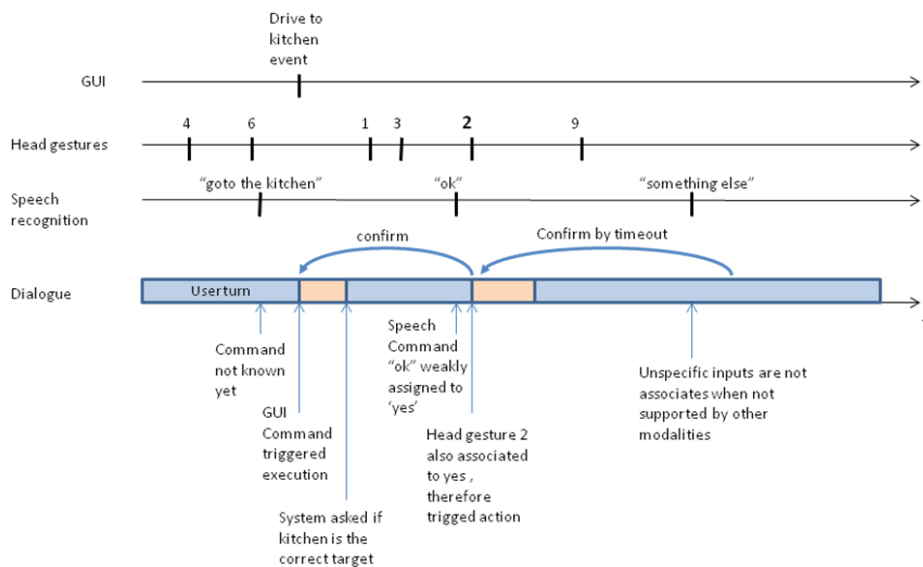 Drive to
kitchen
event
GUI
4
6
1
3
2
9
Head gestures
"goto the kitchen"
"ok"
"something else"
Speech
recognition
confirm
Confirm by timeout
Dialogue
Userturn
Command
not known
yet
GUI
Command
triggered
execution
System asked if
kitchen is the
correct target
Speech
Command
"ok" weakly
assigned to
'yes'
Head gesture 2
also associated
to yes ,
therefore
trigged action
Unspecific inputs are not
associates when not
supported by other
modalities